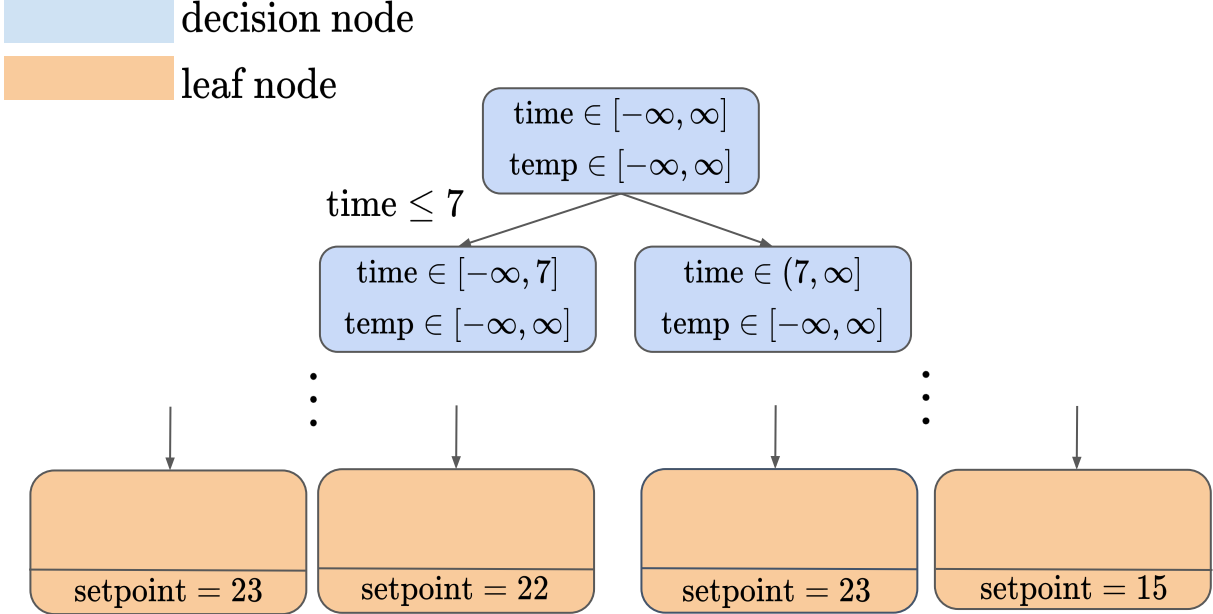 decision node
leaf node
time ∈ [−∞, ∞]
temp ∈ [−∞, ∞]
time ≤ 7
time ∈ [−∞, 7]
temp ∈ [−∞, ∞]
time ∈ (7, ∞]
temp ∈ [−∞, ∞]
setpoint = 23
setpoint = 22
setpoint = 23
setpoint = 15